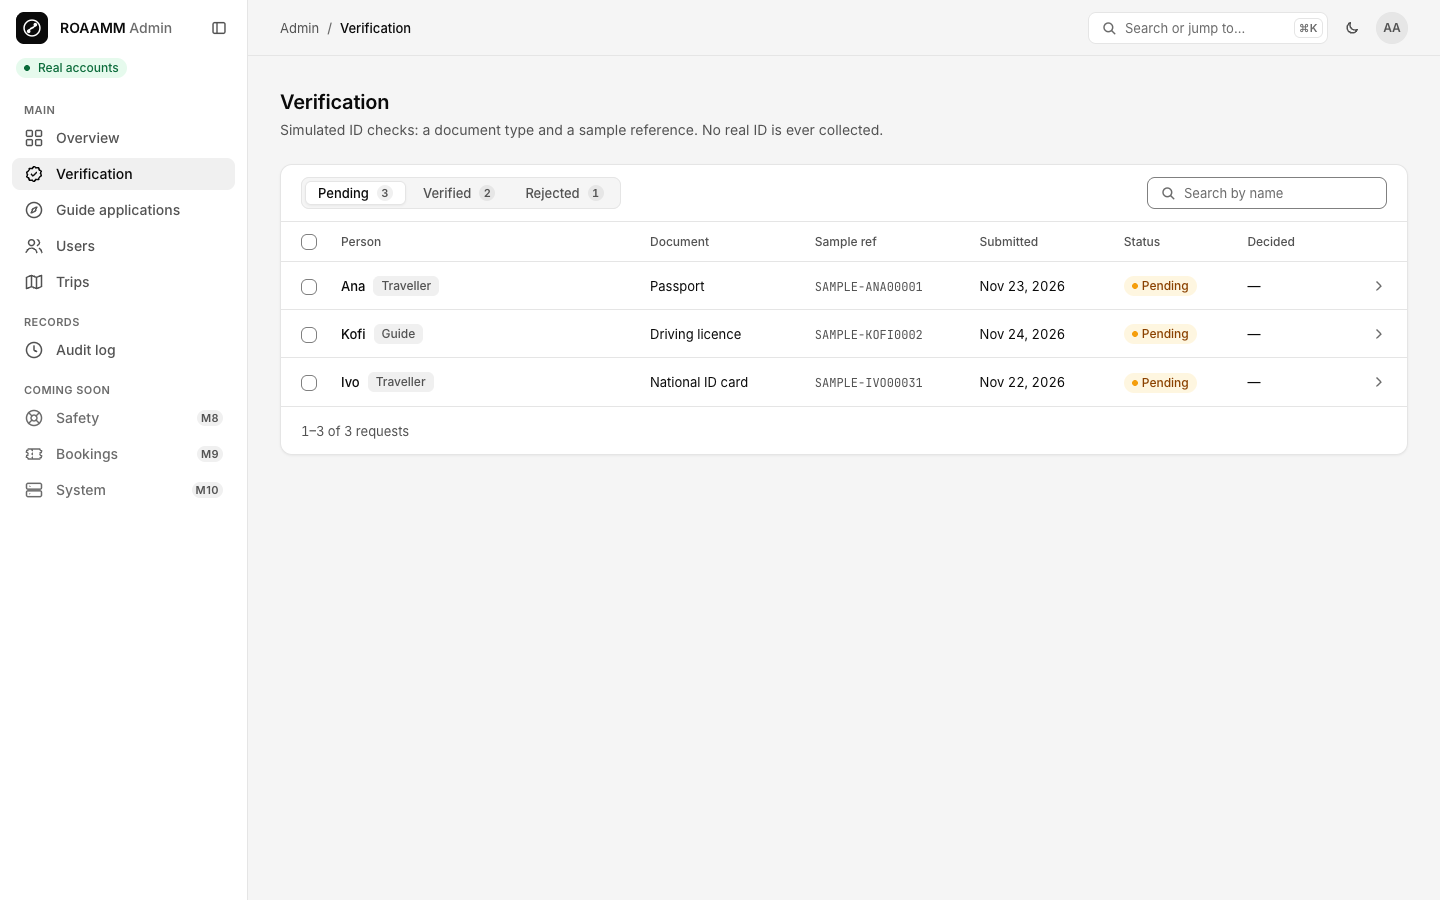 ROAAMM Admin
Real accounts
MAIN
Overview
Verification
Guide applications
Users
Trips
RECORDS
Audit log
COMING SOON
Safety M8
Bookings M9
System M10
Admin / Verification
Search or jump to... ⌘K
AA
Verification
Simulated ID checks: a document type and a sample reference. No real ID is ever collected.
Pending 3 Verified 2 Rejected 1
Search by name
Person Document Sample ref Submitted Status Decided
Ana Traveller Passport SAMPLE-ANA00001 Nov 23, 2026 Pending —
Kofi Guide Driving licence SAMPLE-KOFI0002 Nov 24, 2026 Pending —
Ivo Traveller National ID card SAMPLE-IVO00031 Nov 22, 2026 Pending —
1–3 of 3 requests